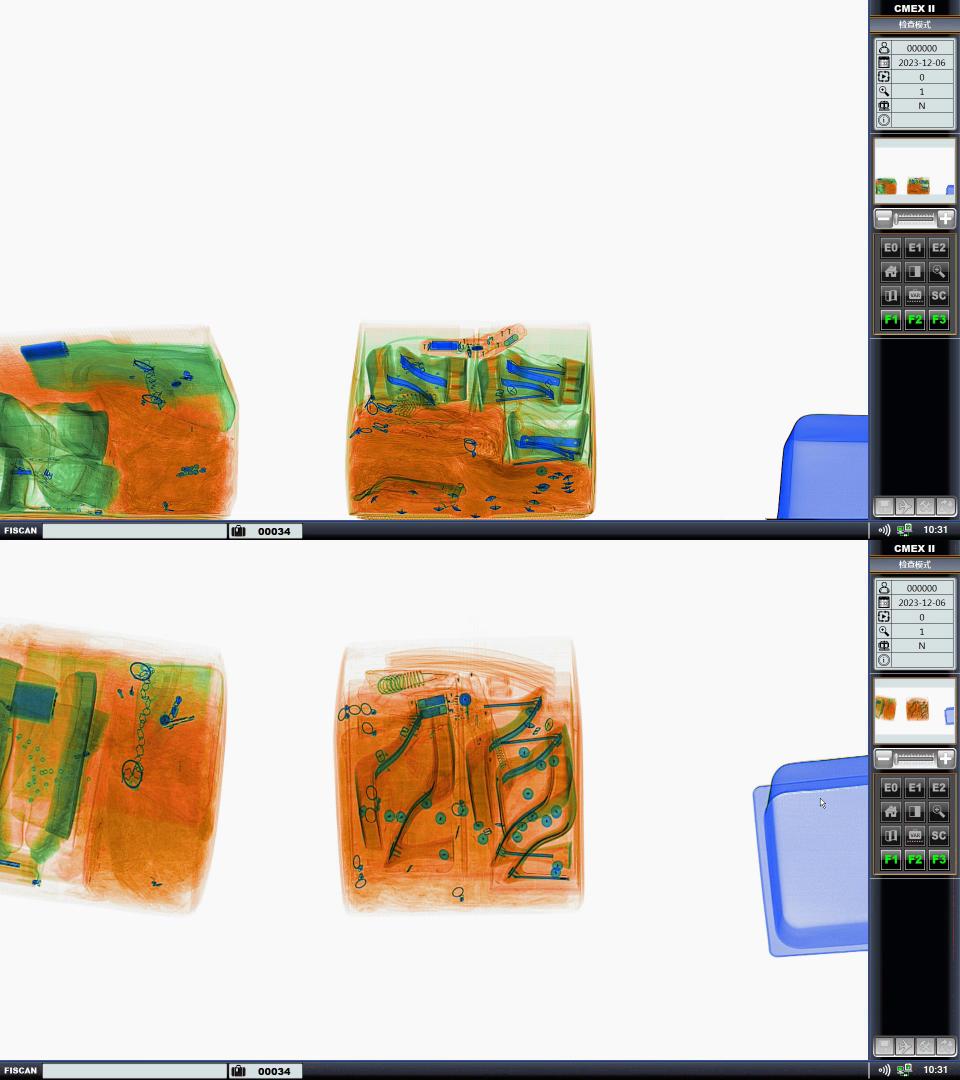 CMEX II
检查模式
000000
2023-12-06
0
1
N
E0 E1 E2
VAR SC
F1 F2 F3
FISCAN 00034 10:31
CMEX II
检查模式
000000
2023-12-06
0
1
N
E0 E1 E2
VAR SC
F1 F2 F3
FISCAN 00034 10:31